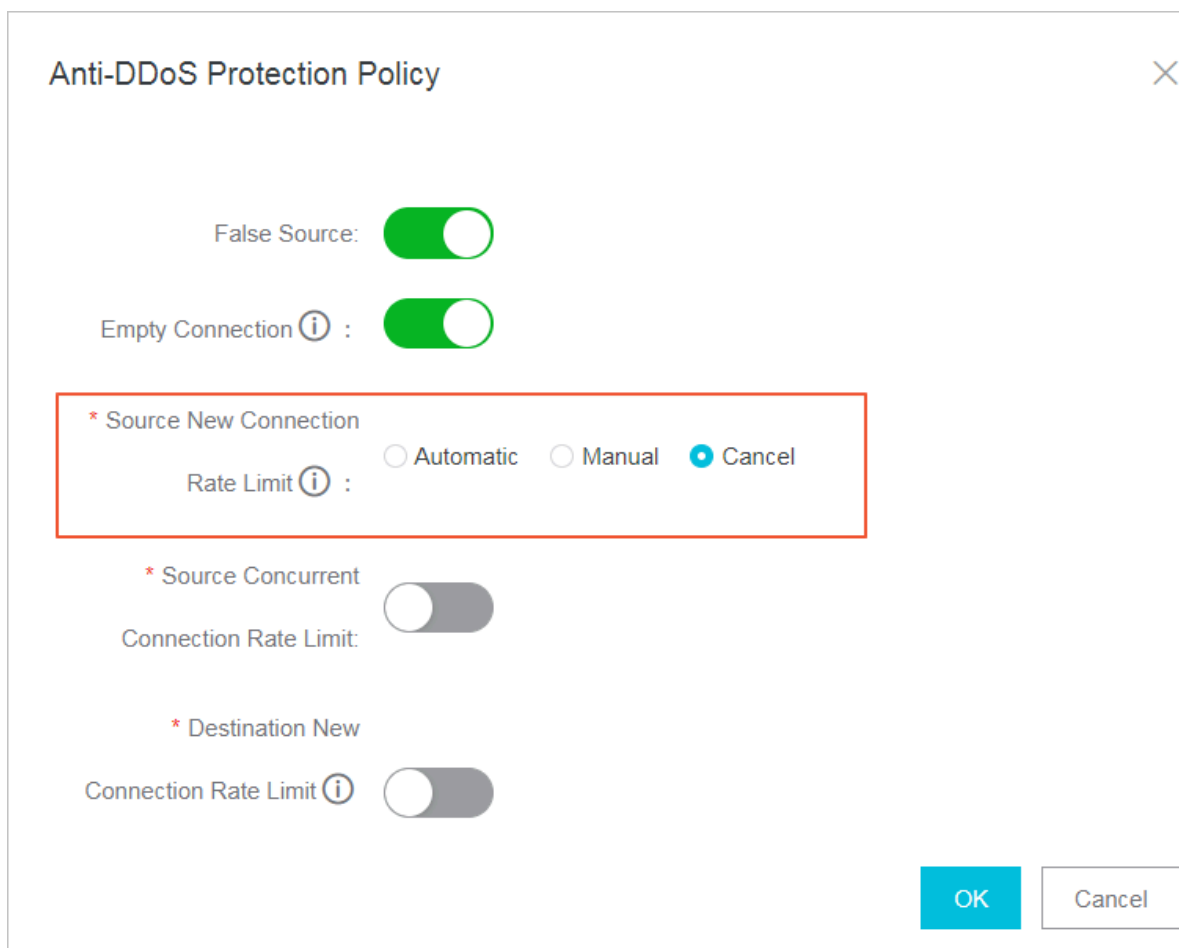 Anti-DDoS Protection Policy
False Source:
Empty Connection :
* Source New Connection
Rate Limit :
Automatic Manual Cancel
* Source Concurrent
Connection Rate Limit:
* Destination New
Connection Rate Limit
OK Cancel